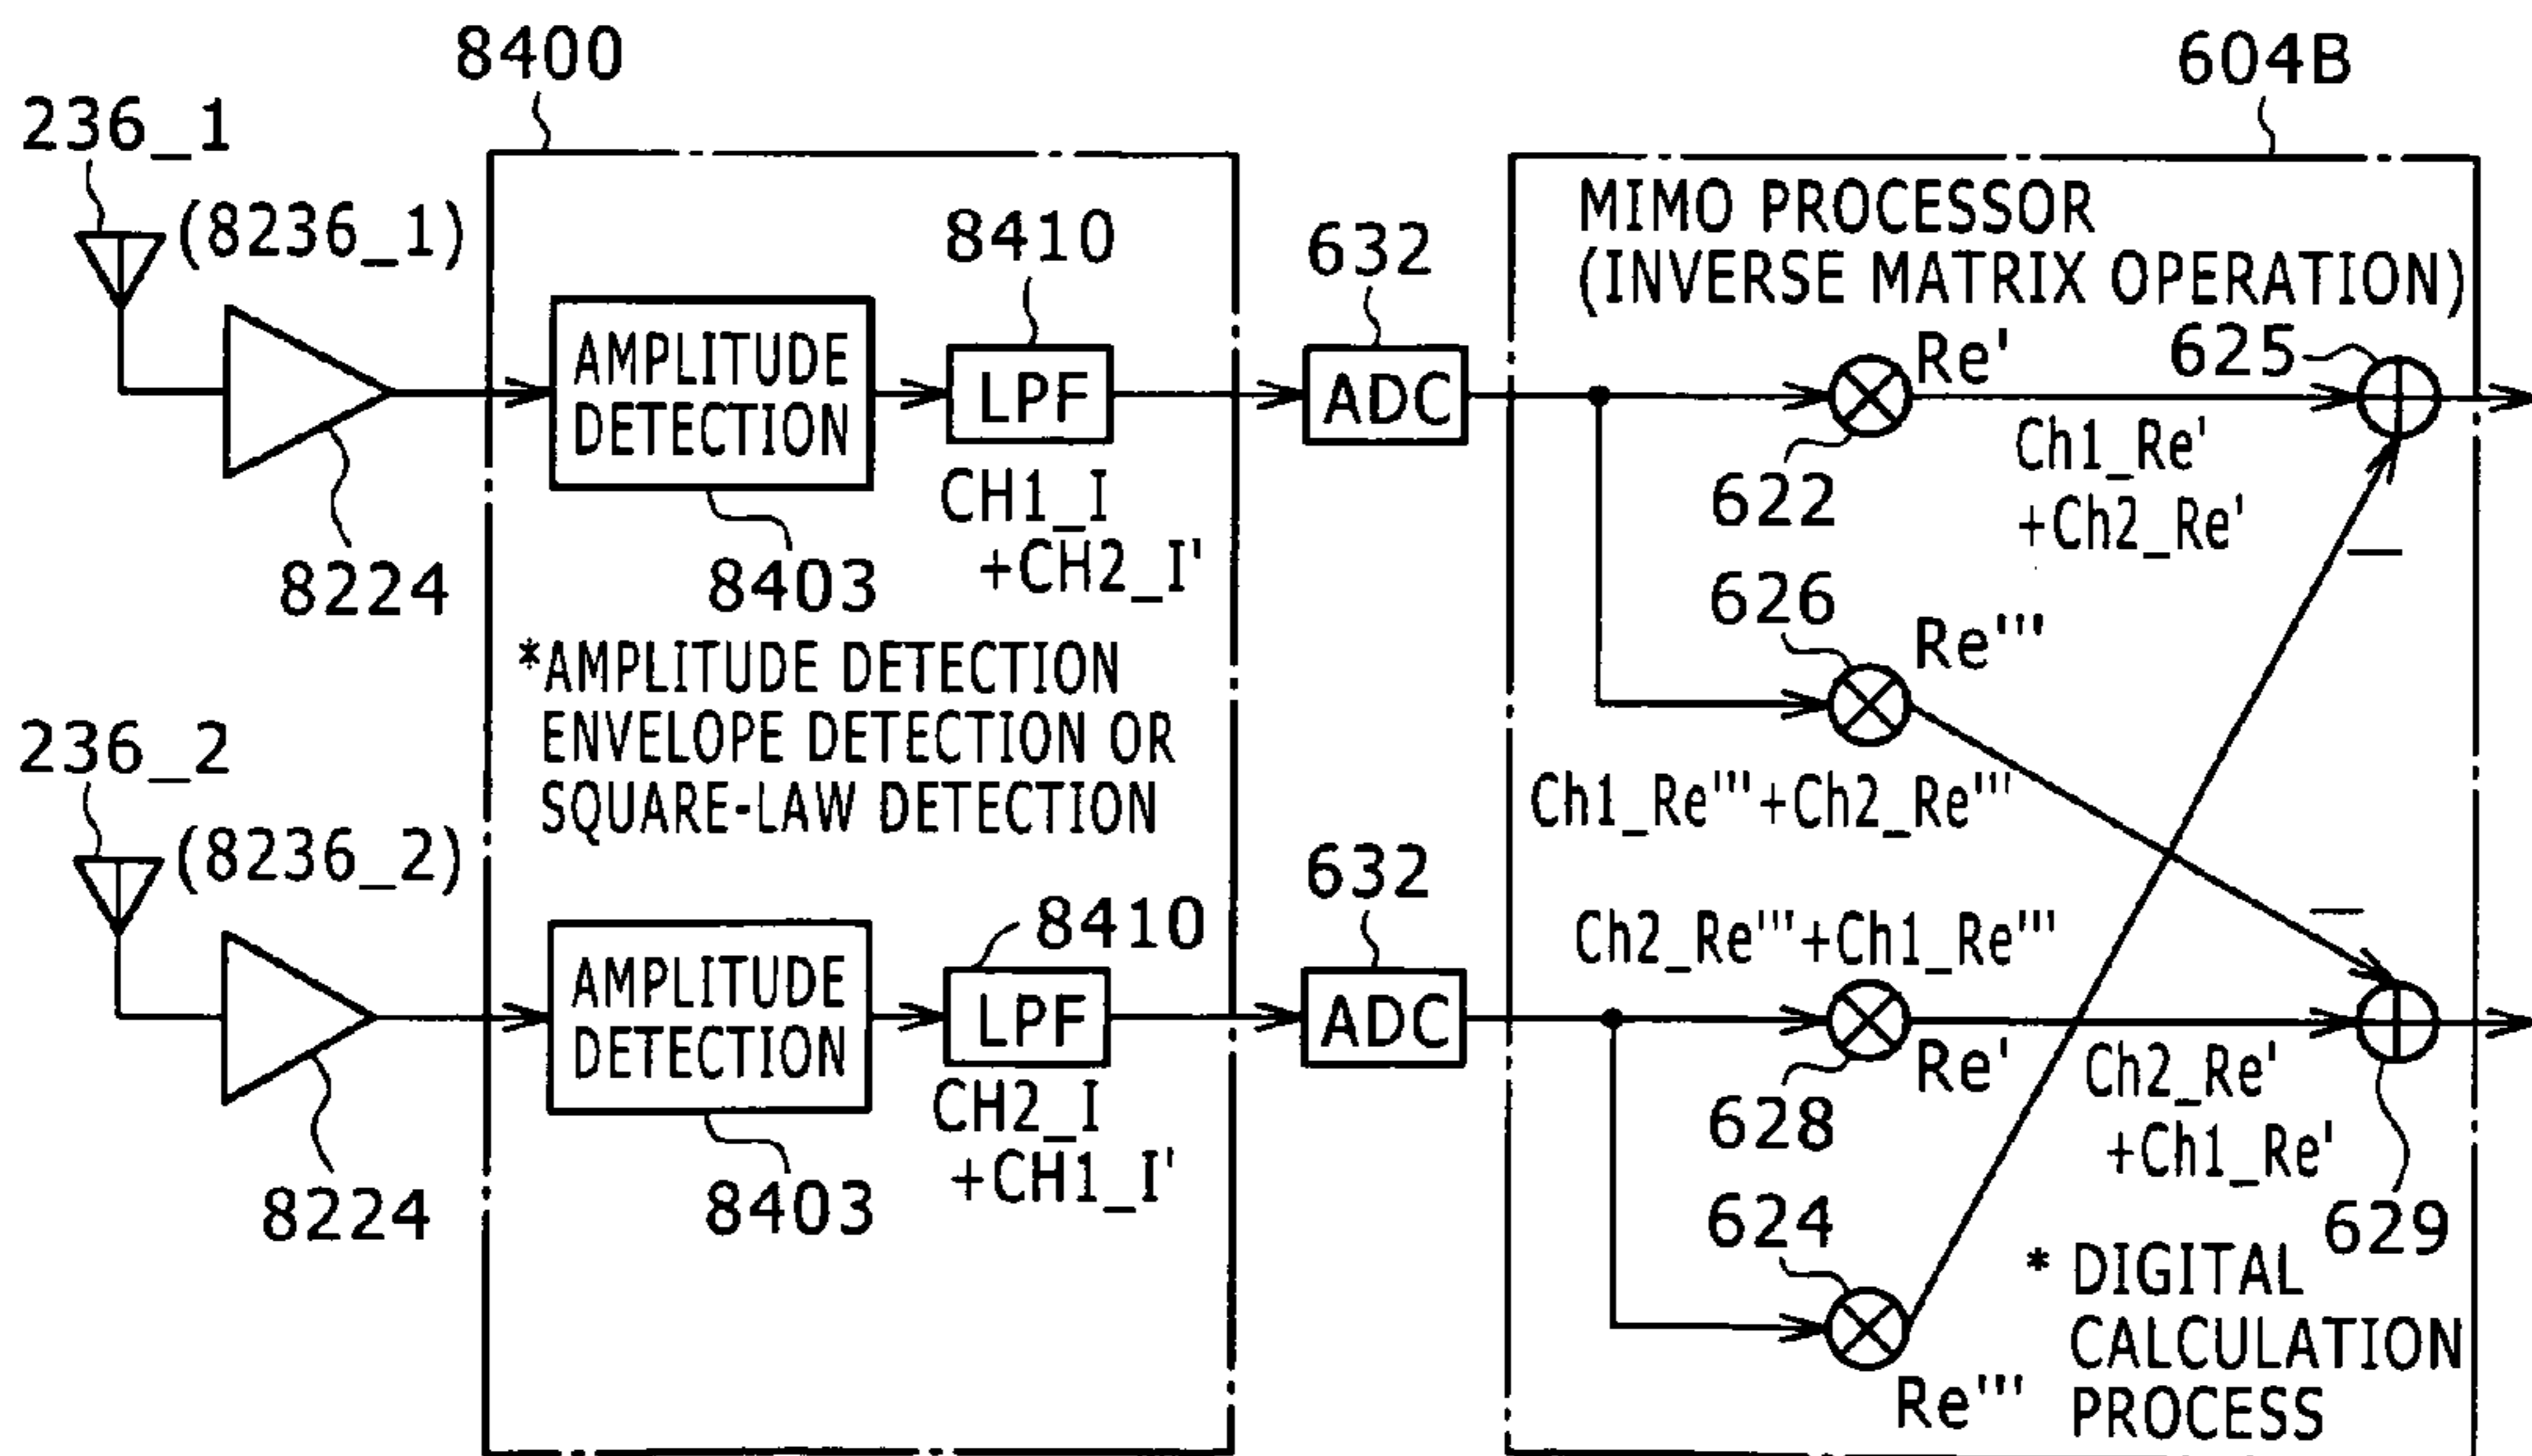 8400
604B
236_1
(8236_1)
8410
632
MIMO PROCESSOR
(INVERSE MATRIX OPERATION)
AMPLITUDE
DETECTION
LPF
ADC
Re'
625
CH1_I
+CH2_I'
Ch1_Re'
+Ch2_Re'
622
8224
8403
626
Re'''
*AMPLITUDE DETECTION
ENVELOPE DETECTION OR
SQUARE-LAW DETECTION
236_2
(8236_2)
Ch1_Re'''+Ch2_Re'''
632
8410
Ch2_Re'''+Ch1_Re'''
AMPLITUDE
DETECTION
LPF
ADC
Re'
CH2_I
+CH1_I'
628
Ch2_Re'
+Ch1_Re'
8224
8403
624
629
Re'''
* DIGITAL
CALCULATION
PROCESS